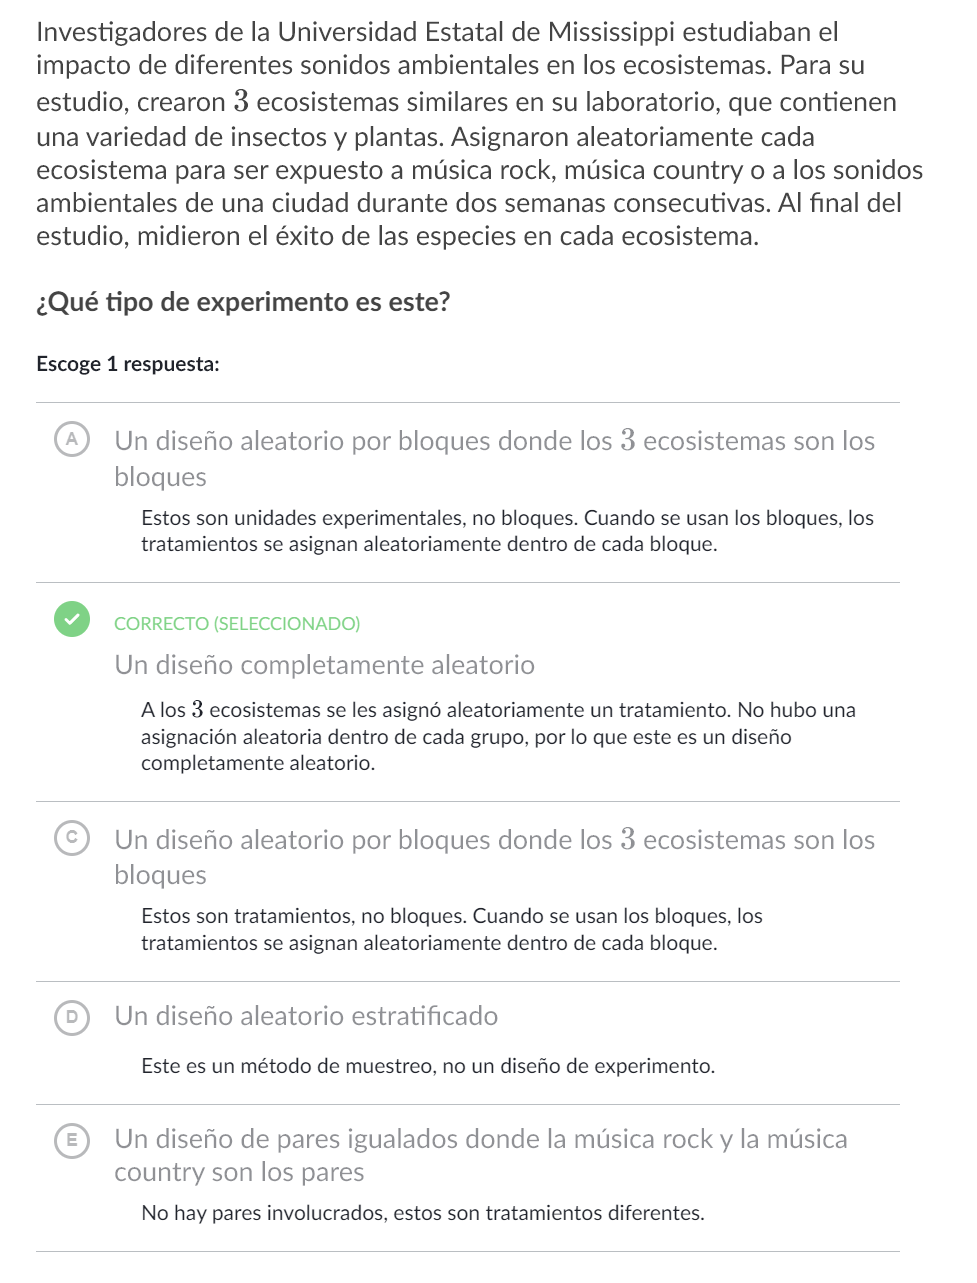 Investigadores de la Universidad Estatal de Mississippi estudiaban el
impacto de diferentes sonidos ambientales en los ecosistemas. Para su
estudio, crearon 3 ecosistemas similares en su laboratorio, que contienen
una variedad de insectos y plantas. Asignaron aleatoriamente cada
ecosistema para ser expuesto a música rock, música country o a los sonidos
ambientales de una ciudad durante dos semanas consecutivas. Al final del
estudio, midieron el éxito de las especies en cada ecosistema.
¿Qué tipo de experimento es este?
Escoge 1 respuesta:
A
Un diseño aleatorio por bloques donde los 3 ecosistemas son los
bloques
Estos son unidades experimentales, no bloques. Cuando se usan los bloques, los
tratamientos se asignan aleatoriamente dentro de cada bloque.
CORRECTO (SELECCIONADO)
Un diseño completamente aleatorio
A los 3 ecosistemas se les asignó aleatoriamente un tratamiento. No hubo una
asignación aleatoria dentro de cada grupo, por lo que este es un diseño
completamente aleatorio.
C
Un diseño aleatorio por bloques donde los 3 ecosistemas son los
bloques
Estos son tratamientos, no bloques. Cuando se usan los bloques, los
tratamientos se asignan aleatoriamente dentro de cada bloque.
D
Un diseño aleatorio estratificado
Este es un método de muestreo, no un diseño de experimento.
E
Un diseño de pares igualados donde la música rock y la música
country son los pares
No hay pares involucrados, estos son tratamientos diferentes.